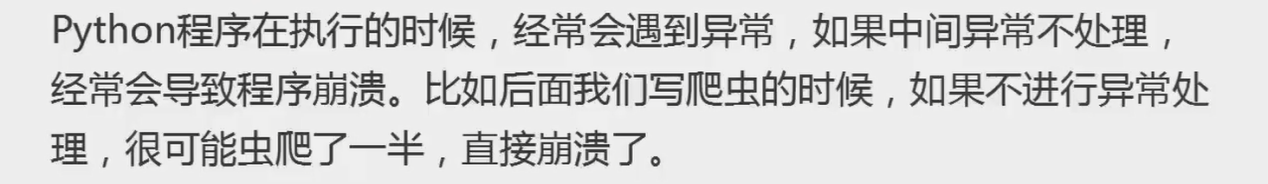 Python程序在执行的时候，经常会遇到异常，如果中间异常不处理，
经常会导致程序崩溃。比如后面我们写爬虫的时候，如果不进行异常处
理，很可能虫爬了一半，直接崩溃了。